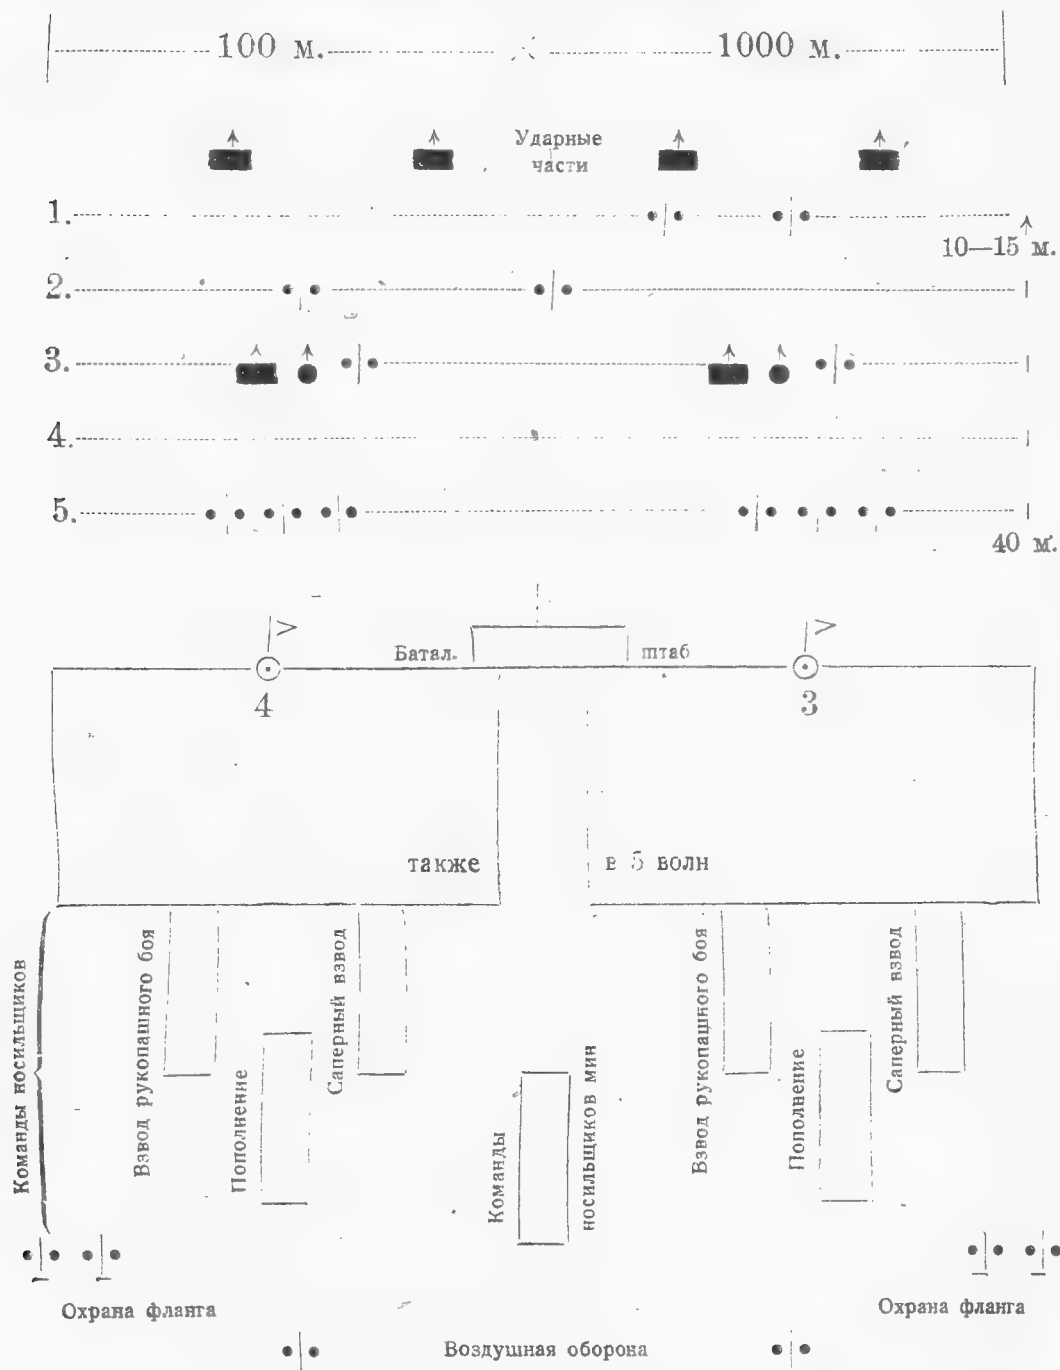 100 м. 1000 м.
Ударные
части
1.
10—15 м.
2.
3.
4.
5.
40 м.
Батал. штаб
4 3
также в 5 волн
Команды носильщиков
Взвод рукопашного боя
Пополнение
Саперный взвод
Команды
носильщиков мин
Взвод рукопашного боя
Пополнение
Саперный взвод
Охрана фланга Охрана фланга
Воздушная оборона